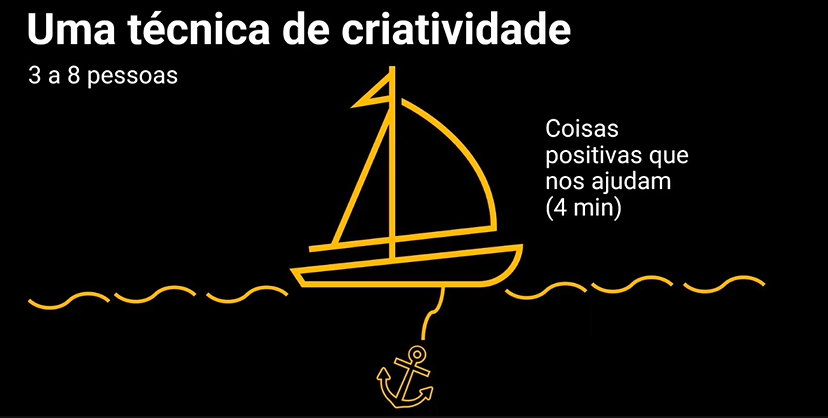 Uma técnica de criatividade
3 a 8 pessoas
Coisas
positivas que
nos ajudam
(4 min)